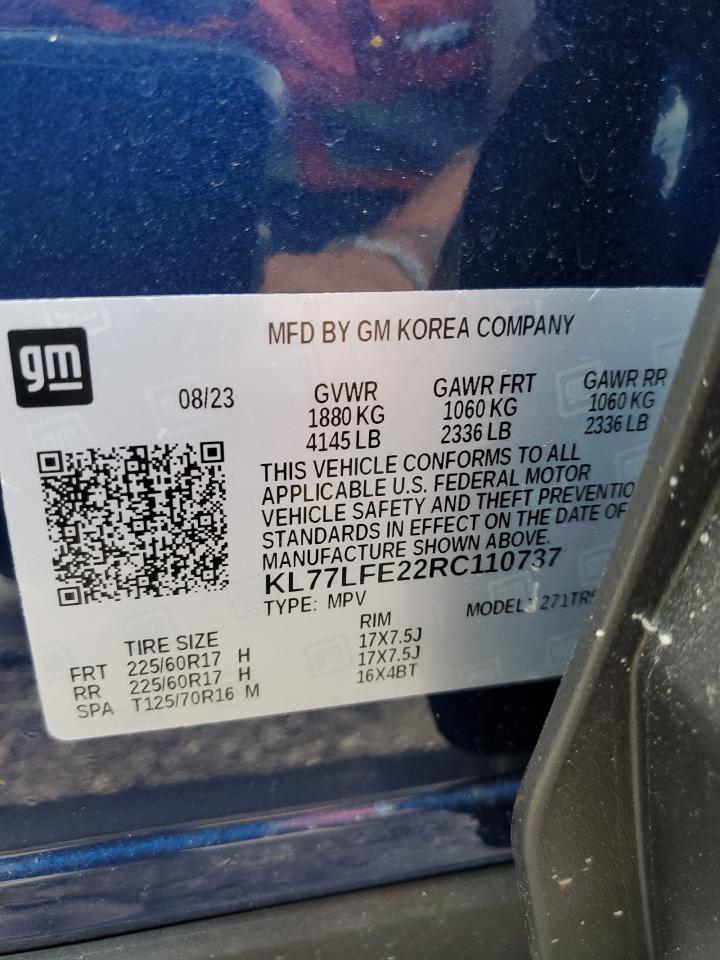 gm
MFD BY GM KOREA COMPANY
08/23
GVWR GAWR FRT GAWR RR
1880 KG 1060 KG 1060 KG
4145 LB 2336 LB 2336 LB
THIS VEHICLE CONFORMS TO ALL
APPLICABLE U.S. FEDERAL MOTOR
VEHICLE SAFETY AND THEFT PREVENTIO
STANDARDS IN EFFECT ON THE DATE OF
MANUFACTURE SHOWN ABOVE.
KL77LFE22RC110737
TYPE: MPV MODEL:
TIRE SIZE RIM
FRT 225/60R17 H 17X7.5J
RR 225/60R17 H 17X7.5J
SPA T125/70R16 M 16X4BT